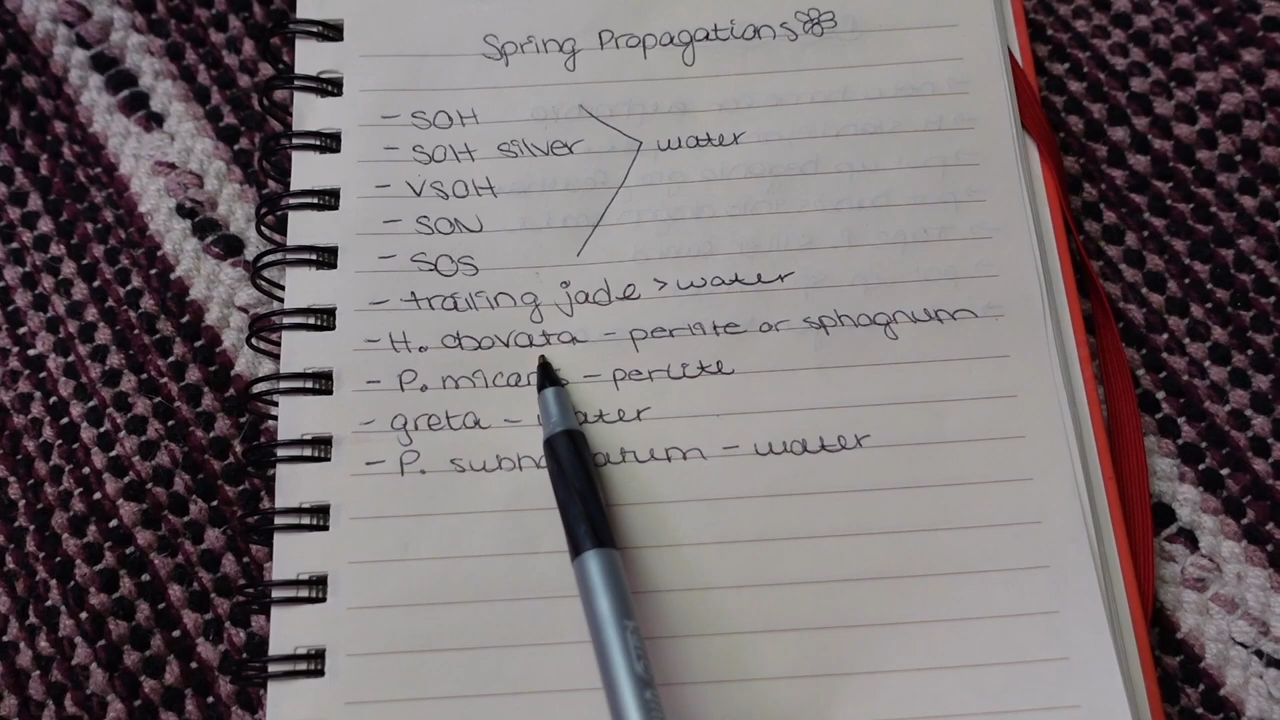 Spring Propagations
- SOH
- SOH silver
- VSOH
- SON
- SOS
water
- trailing jade > water
- H. obovata - perlite or sphagnum
- P. - perlite
- greta -
- P. - water